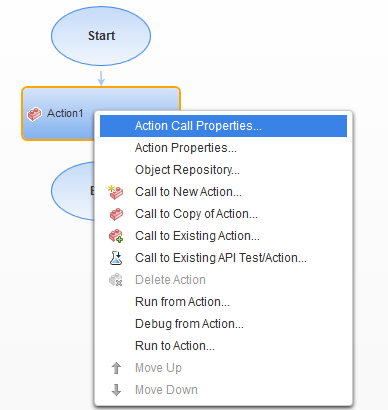 Start
Action1
Action Call Properties...
Action Properties...
Object Repository...
Call to New Action...
Call to Copy of Action...
Call to Existing Action...
Call to Existing API Test/Action...
Delete Action
Run from Action...
Debug from Action...
Run to Action...
Move Up
Move Down